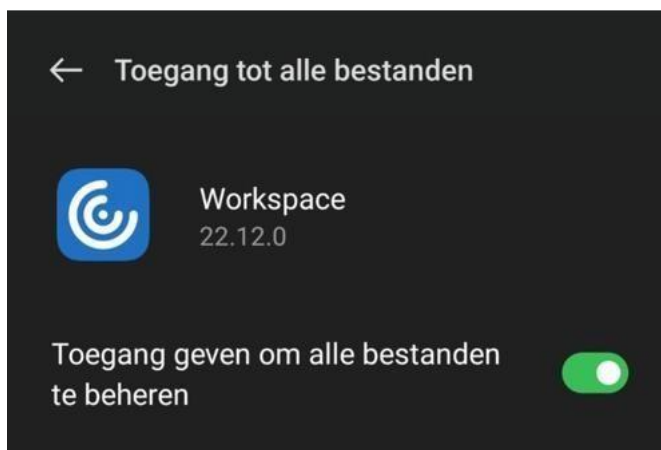 Toegang tot alle bestanden
Workspace
22.12.0
Toegang geven om alle bestanden
te beheren